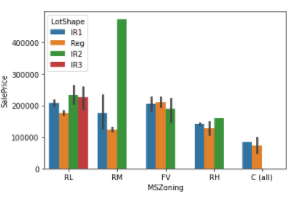 LotShape
IR1
Reg
IR2
IR3
400000
300000
200000
100000
0
SalePrice
RL RM FV RH C (all)
MSZoning